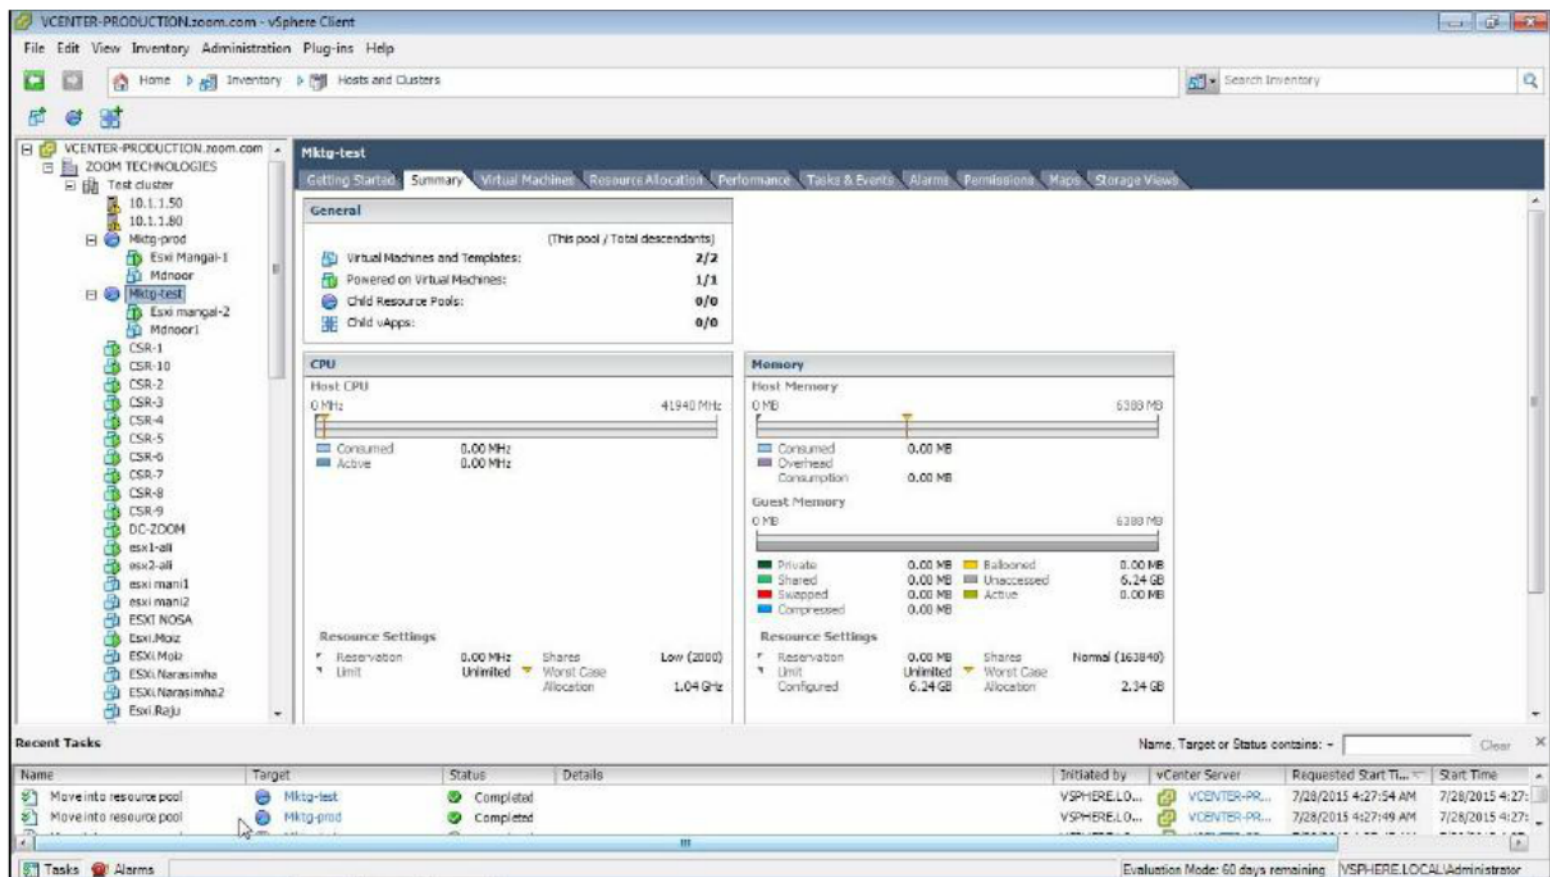 VCENTER-PRODUCTION.zoom.com - vSphere Client
File Edit View Inventory Administration Plug-ins Help
Home Inventory Hosts and Clusters
Search Inventory
VCENTER-PRODUCTION.zoom.com
ZOOM TECHNOLOGIES
Test cluster
10.1.1.50
10.1.1.80
Mktg-prod
Esxi Mangal-1
Mdnoor
Mktg-test
Esxi mangal-2
Mdnoor1
CSR-1
CSR-10
CSR-2
CSR-3
CSR-4
CSR-5
CSR-6
CSR-7
CSR-8
CSR-9
DC-ZOOM
esx1-ali
esx2-ali
esxi mani1
esxi mani2
ESXI NOSA
Esxi.Moiz
ESXi.Moiz
ESXi.Narasimha
ESXi.Narasimha2
Esxi.Raju
Mktg-test
Getting Started Summary Virtual Machines Resource Allocation Performance Tasks & Events Alarms Permissions Maps Storage Views
General
(This pool / Total descendants)
Virtual Machines and Templates: 2/2
Powered on Virtual Machines: 1/1
Child Resource Pools: 0/0
Child vApps: 0/0
CPU
Host CPU
0 MHz 41940 MHz
Consumed 0.00 MHz
Active 0.00 MHz
Resource Settings
Reservation 0.00 MHz Shares Low (2000)
Limit Unlimited Worst Case
Allocation 1.04 GHz
Memory
Host Memory
0 MB 6388 MB
Consumed 0.00 MB
Overhead
Consumption 0.00 MB
Guest Memory
0 MB 6388 MB
Private 0.00 MB Ballooned 0.00 MB
Shared 0.00 MB Unaccessed 6.24 GB
Swapped 0.00 MB Active 0.00 MB
Compressed 0.00 MB
Resource Settings
Reservation 0.00 MB Shares Normal (163840)
Limit Unlimited Worst Case
Configured 6.24 GB Allocation 2.34 GB
Recent Tasks
Name, Target or Status contains:
Clear
Name Target Status Details Initiated by vCenter Server Requested Start Ti... Start Time
Move into resource pool Mktg-test Completed VSPHERE.LO... VCENTER-PR... 7/28/2015 4:27:54 AM 7/28/2015 4:27:
Move into resource pool Mktg-prod Completed VSPHERE.LO... VCENTER-PR... 7/28/2015 4:27:49 AM 7/28/2015 4:27:
Tasks Alarms
Evaluation Mode: 60 days remaining VSPHERE.LOCAL\Administrator